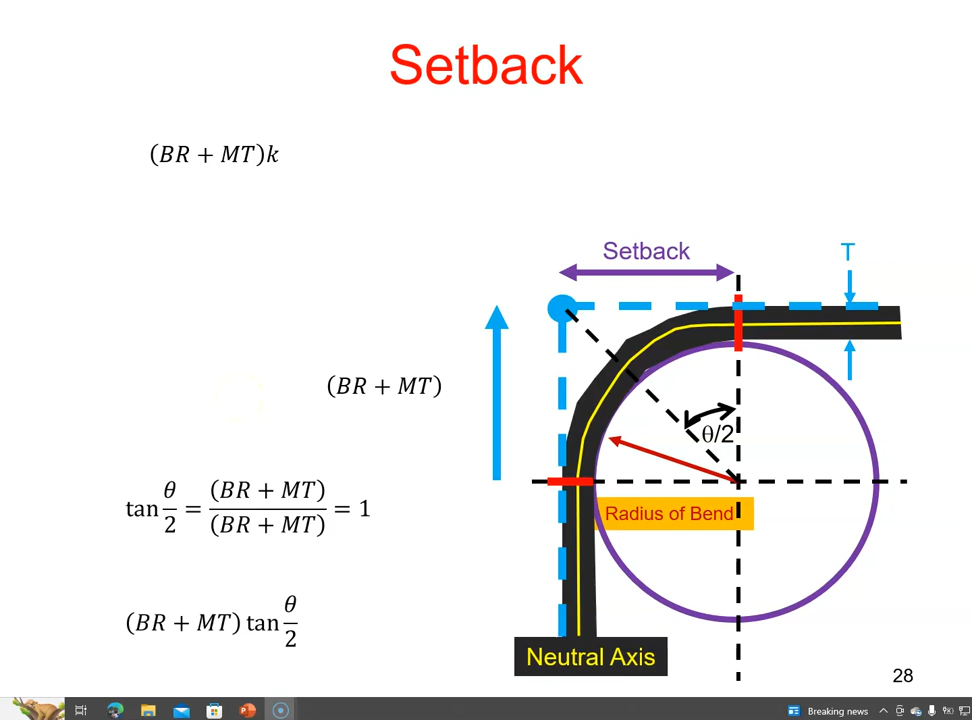 Setback
(BR + MT)k
Setback
T
(BR + MT)
θ/2
tan θ/2 = (BR + MT)/(BR + MT) = 1
Radius of Bend
(BR + MT) tan θ/2
Neutral Axis
28
Breaking news